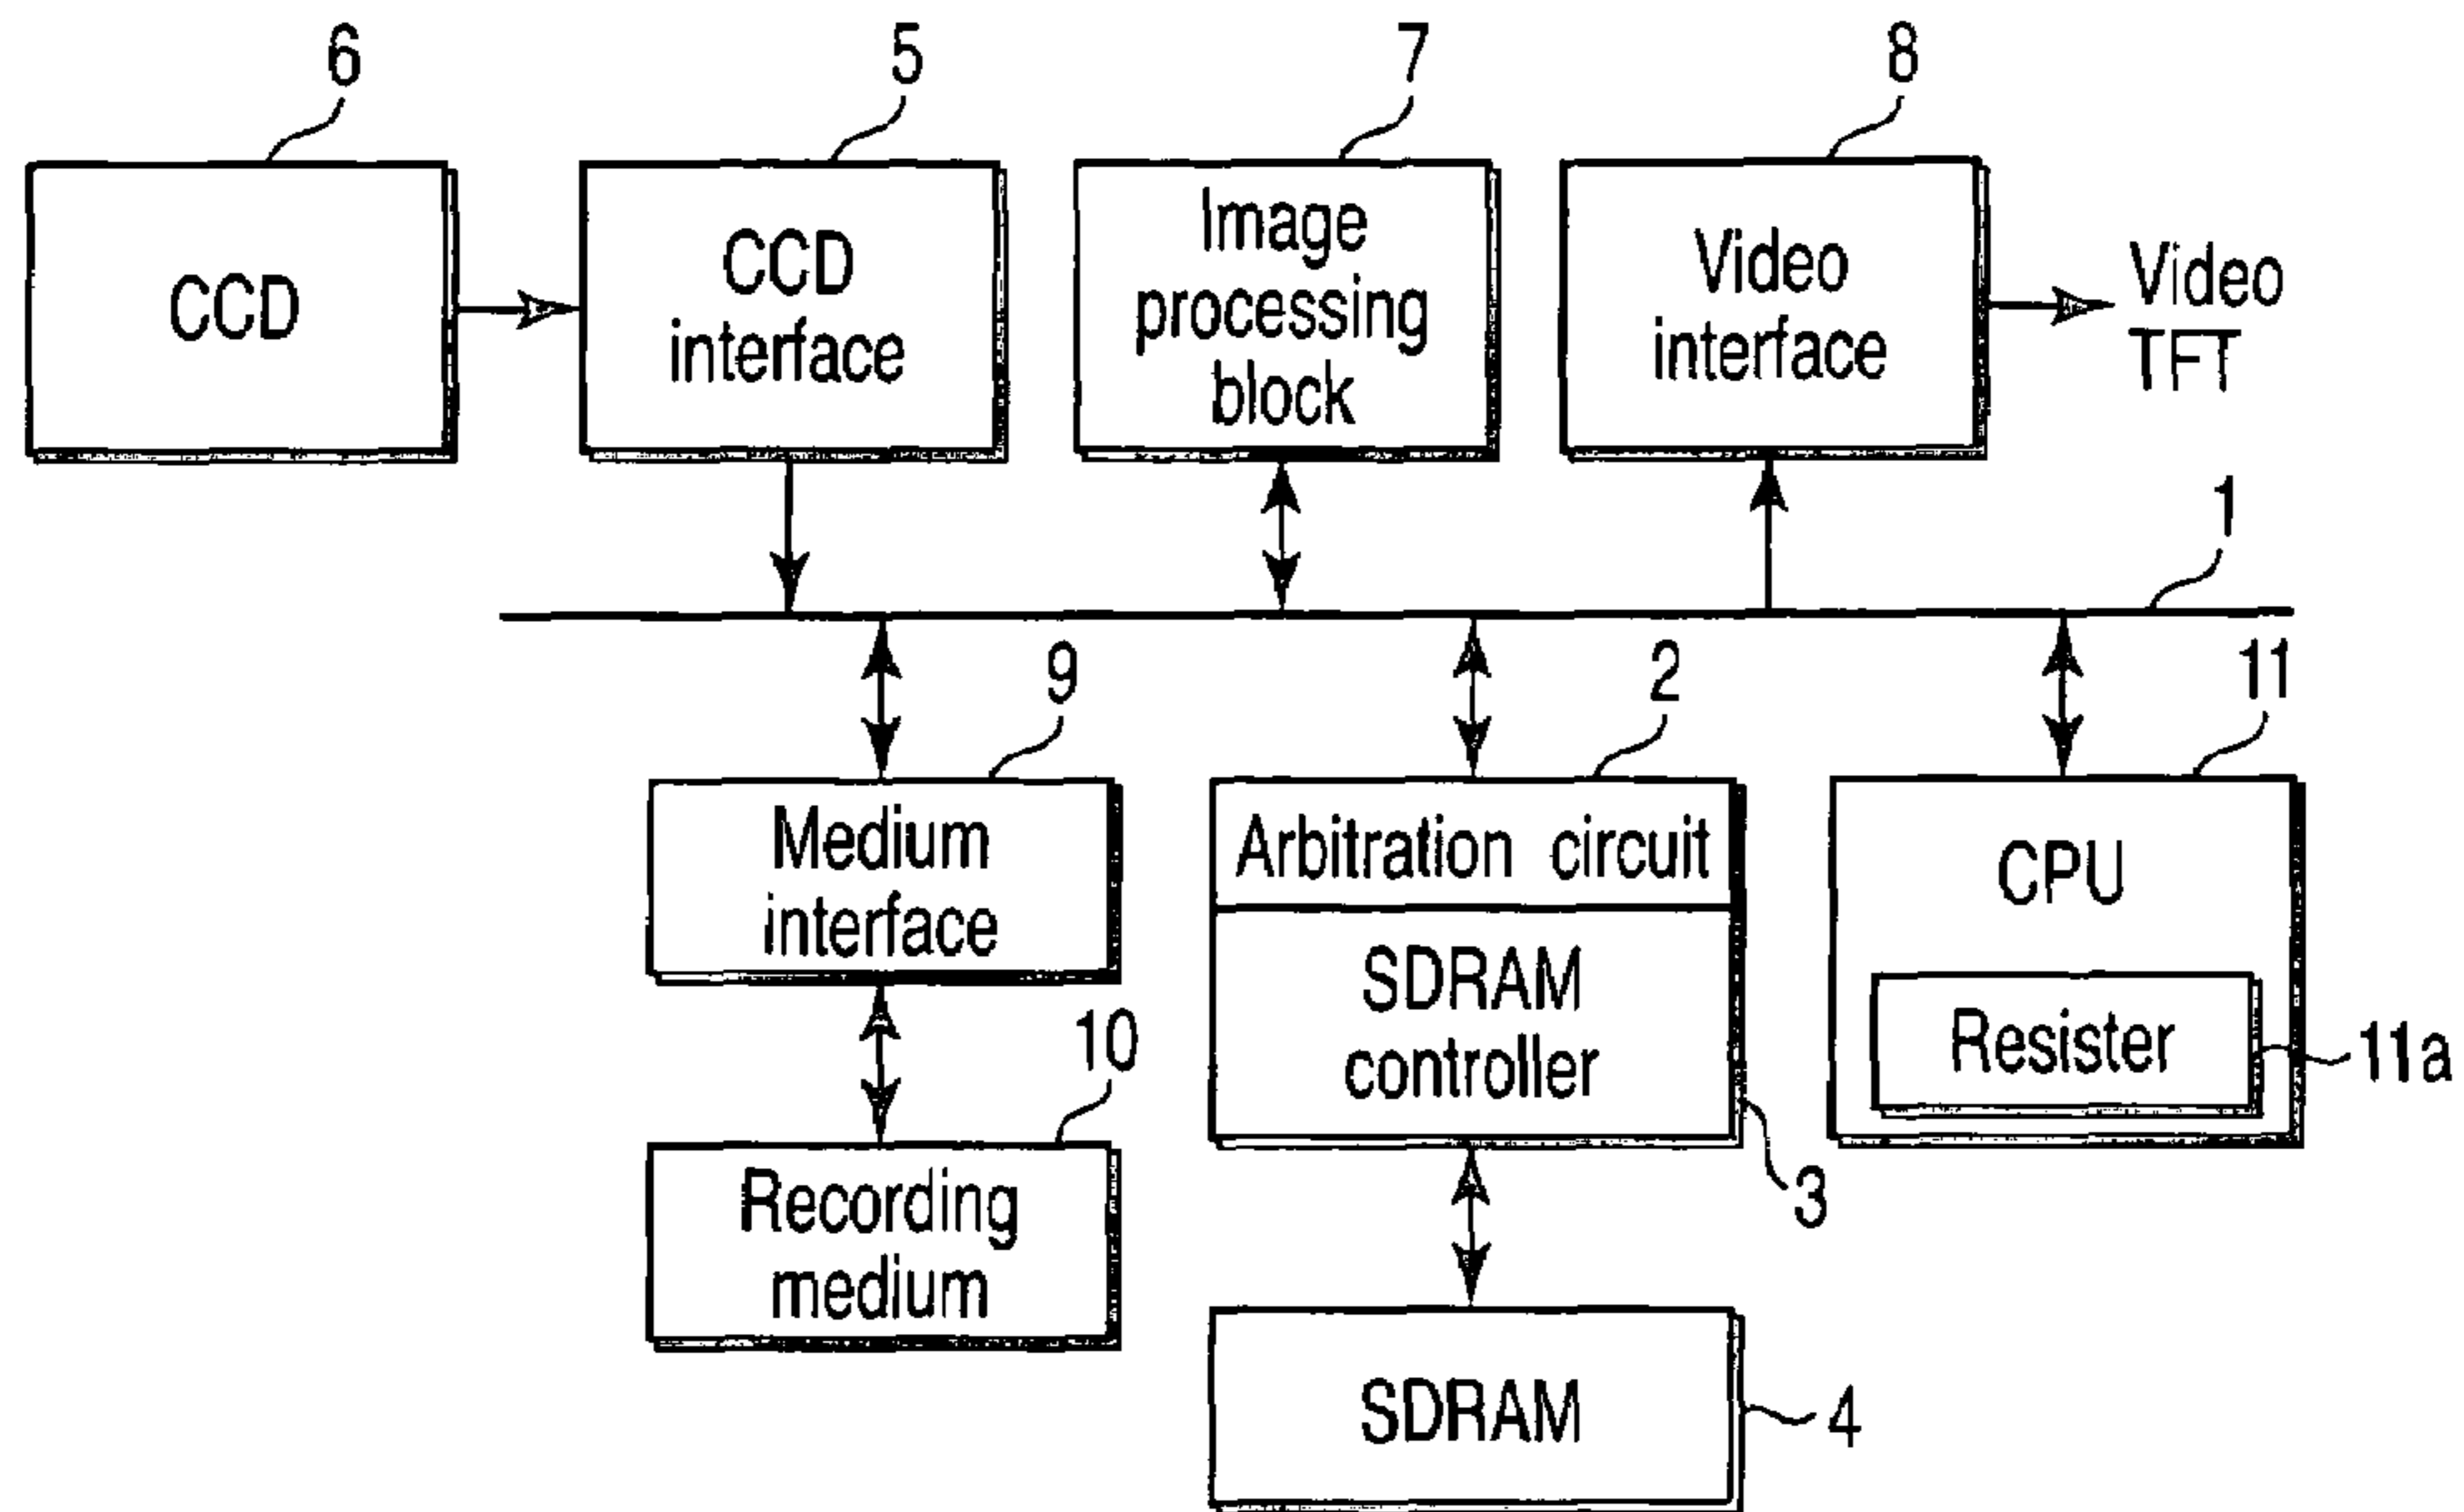 6
5
7
8
CCD
CCD
interface
Image
processing
block
Video
interface
Video
TFT
1
9
2
11
Medium
interface
Arbitration circuit
SDRAM
controller
CPU
Resister
11a
10
3
Recording
medium
SDRAM
4